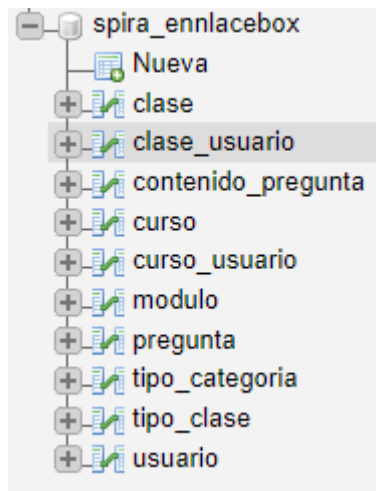 spira_ennlacebox
Nueva
clase
clase_usuario
contenido_pregunta
curso
curso_usuario
modulo
pregunta
tipo_categoria
tipo_clase
usuario